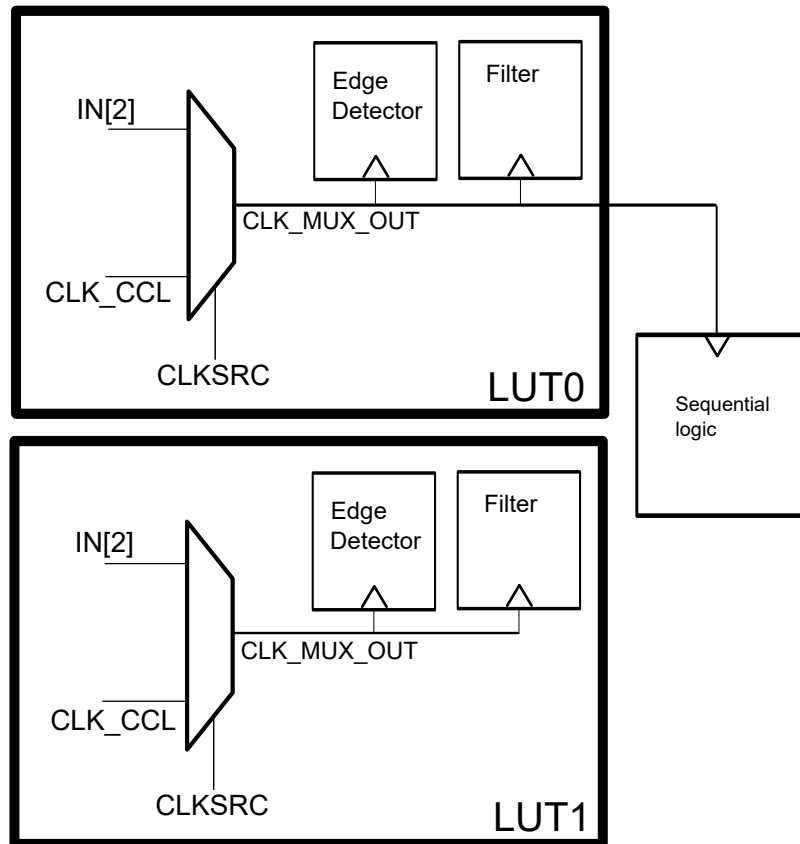 Edge
Detector
Filter
IN[2]
CLK_MUX_OUT
CLK_CCL
CLKSRC
LUT0
Sequential
logic
Edge
Detector
Filter
IN[2]
CLK_MUX_OUT
CLK_CCL
CLKSRC
LUT1